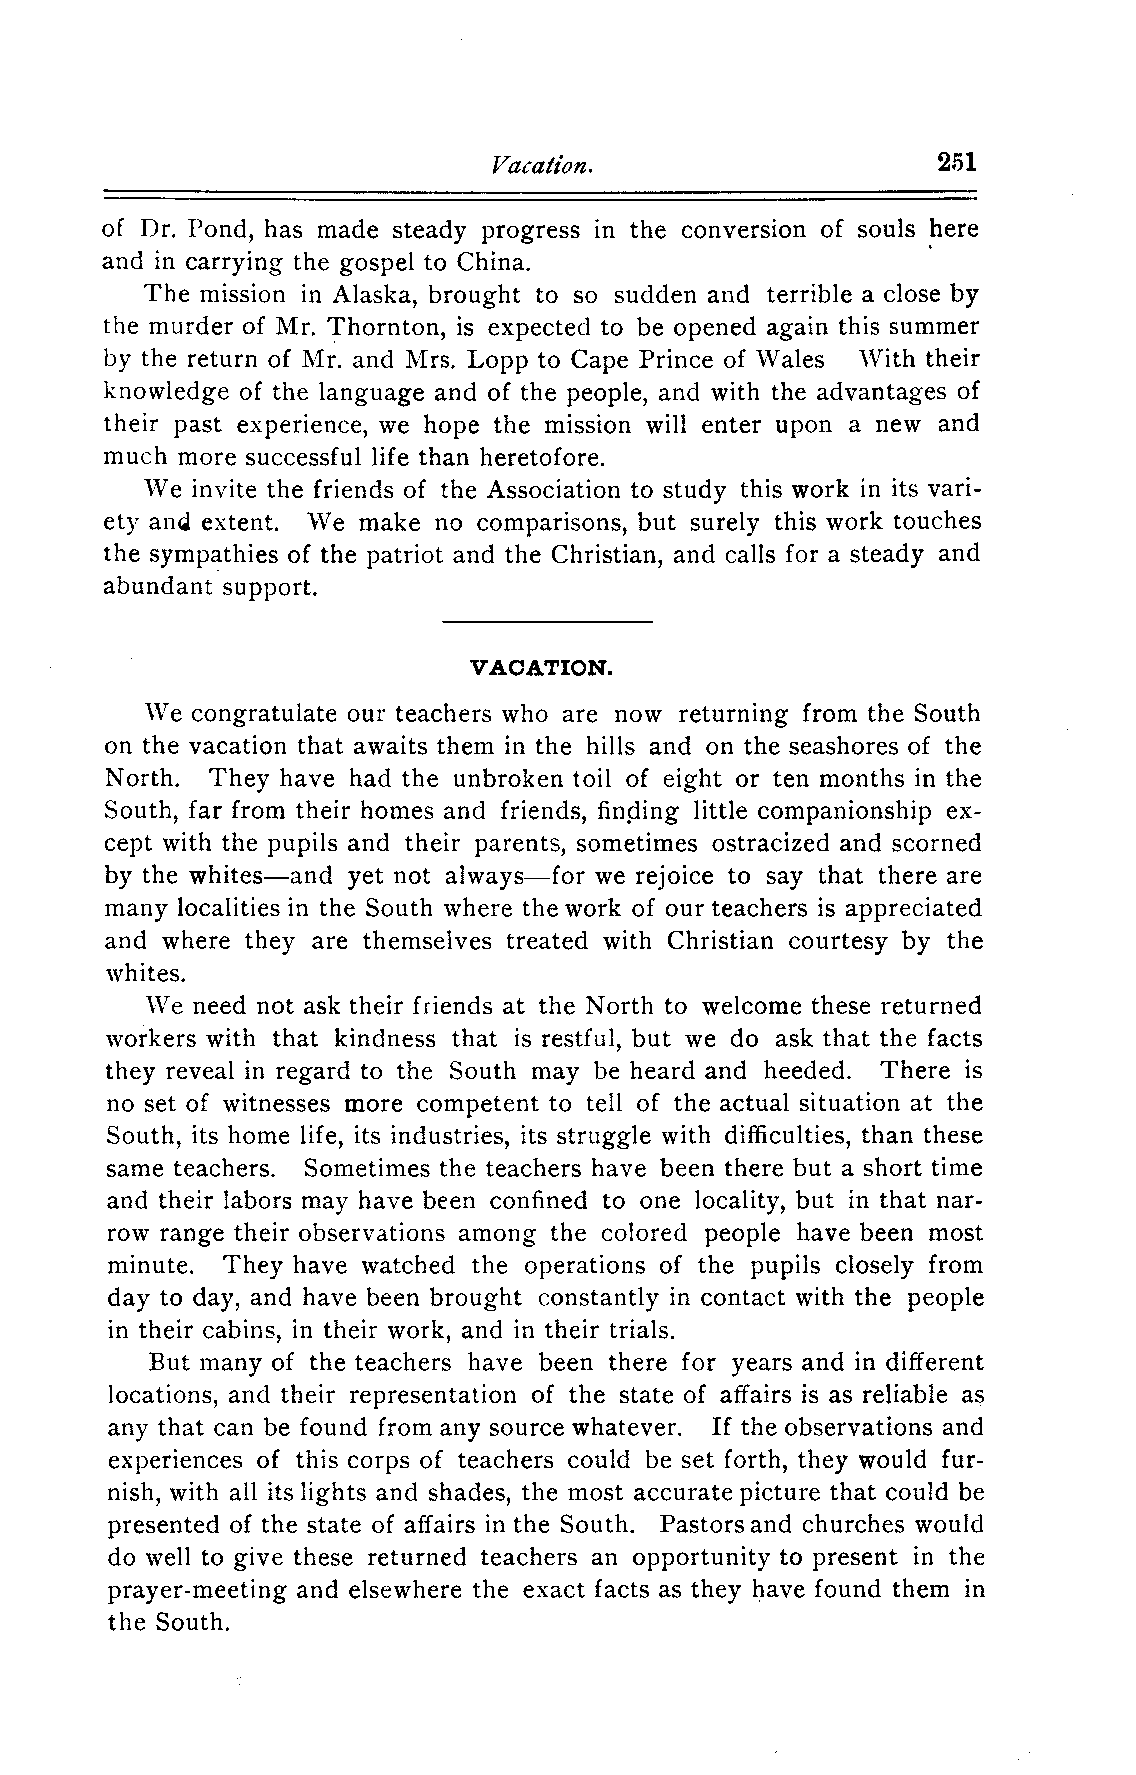 Vacation. 251
of Dr. Pond, has made steady progress in the conversion of souls here
and in carrying the gospel to China.
The mission in Alaska, brought to so sudden and terrible a close by
the murder of Mr. Thornton, is expected to be opened again this summer
by the return of Mr. and Mrs. Lopp to Cape Prince of Wales With their
knowledge of the language and of the people, and with the advantages of
their past experience, we hope the mission will enter upon a new and
much more successful life than heretofore.
We invite the friends of the Association to study this work in its vari-
ety and extent. We make no comparisons, but surely this work touches
the sympathies of the patriot and the Christian, and calls for a steady and
abundant support.
VACATION.
We congratulate our teachers who are now returning from the South
on the vacation that awaits them in the hills and on the seashores of the
North. They have had the unbroken toil of eight or ten months in the
South, far from their homes and friends, finding little companionship ex-
cept with the pupils and their parents, sometimes ostracized and scorned
by the whites—and yet not always—for we rejoice to say that there are
many localities in the South where the work of our teachers is appreciated
and where they are themselves treated with Christian courtesy by the
whites.
We need not ask their friends at the North to welcome these returned
workers with that kindness that is restful, but we do ask that the facts
they reveal in regard to the South may be heard and heeded. There is
no set of witnesses more competent to tell of the actual situation at the
South, its home life, its industries, its struggle with difficulties, than these
same teachers. Sometimes the teachers have been there but a short time
and their labors may have been confined to one locality, but in that nar-
row range their observations among the colored people have been most
minute. They have watched the operations of the pupils closely from
day to day, and have been brought constantly in contact with the people
in their cabins, in their work, and in their trials.
But many of the teachers have been there for years and in different
locations, and their representation of the state of affairs is as reliable as
any that can be found from any source whatever. If the observations and
experiences of this corps of teachers could be set forth, they would fur-
nish, with all its lights and shades, the most accurate picture that could be
presented of the state of affairs in the South. Pastors and churches would
do well to give these returned teachers an opportunity to present in the
prayer-meeting and elsewhere the exact facts as they have found them in
the South.